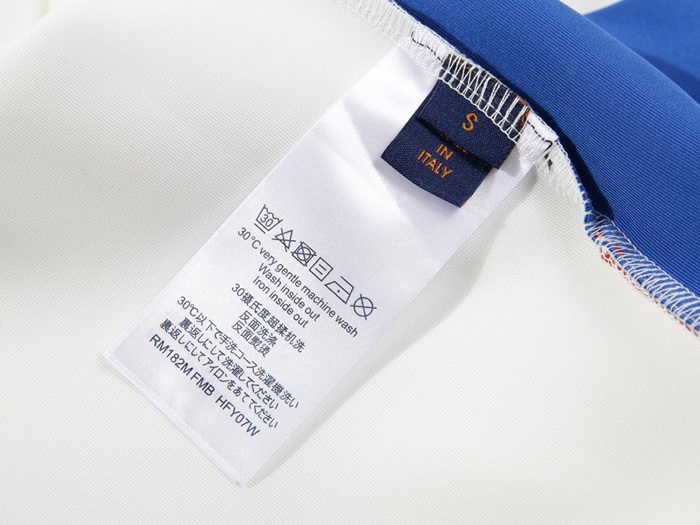 S
IN
ITALY
30
30°C very gentle machine wash
Wash inside out
Iron inside out
30摄氏度超揉机洗
反面洗涤
反面熨烫
30℃以下で手洗コース洗濯機洗い
裏返しにして洗濯してください
裏返しにしてアイロンをあててください
RM182M FMB HFY07W